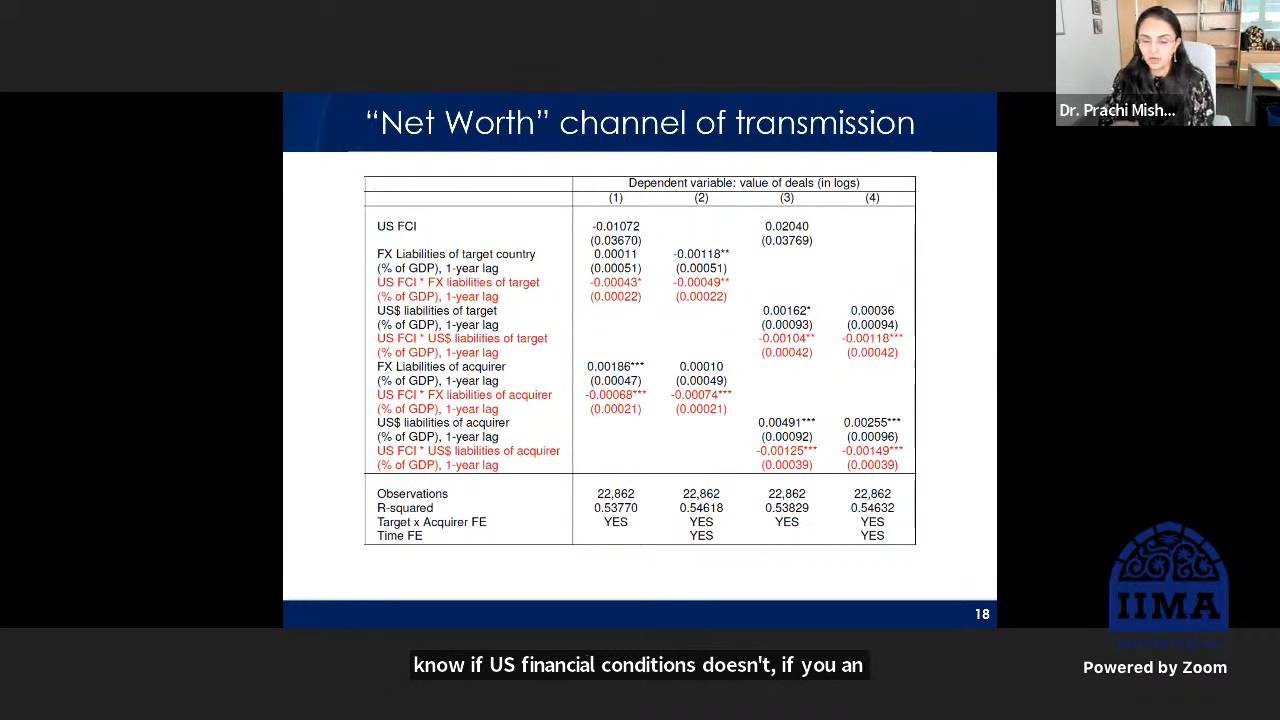 Dr. Prachi Mish...
“Net Worth” channel of transmission
Dependent variable: value of deals (in logs)
(1) (2) (3) (4)
US FCI -0.01072 0.02040
(0.03670) (0.03769)
FX Liabilities of target country 0.00011 -0.00118**
(% of GDP), 1-year lag (0.00051) (0.00051)
US FCI * FX liabilities of target -0.00043* -0.00049**
(% of GDP), 1-year lag (0.00022) (0.00022)
US$ liabilities of target 0.00162* 0.00036
(% of GDP), 1-year lag (0.00093) (0.00094)
US FCI * US$ liabilities of target -0.00104** -0.00118***
(% of GDP), 1-year lag (0.00042) (0.00042)
FX Liabilities of acquirer 0.00186*** 0.00010
(% of GDP), 1-year lag (0.00047) (0.00049)
US FCI * FX liabilities of acquirer -0.00068*** -0.00074***
(% of GDP), 1-year lag (0.00021) (0.00021)
US$ liabilities of acquirer 0.00491*** 0.00255***
(% of GDP), 1-year lag (0.00092) (0.00096)
US FCI * US$ liabilities of acquirer -0.00125*** -0.00149***
(% of GDP), 1-year lag (0.00039) (0.00039)
Observations 22,862 22,862 22,862 22,862
R-squared 0.53770 0.54618 0.53829 0.54632
Target x Acquirer FE YES YES YES YES
Time FE YES YES
18
IIMA
know if US financial conditions doesn't, if you an
Powered by Zoom